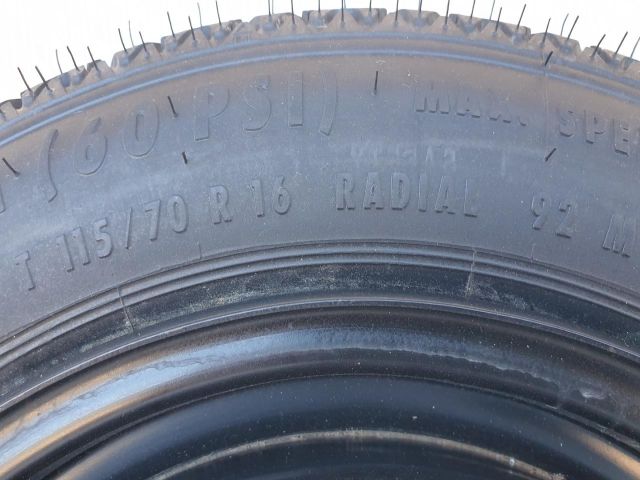 (60 PSI) MAX. SPE
T 115/70 R 16 RADIAL 92 M